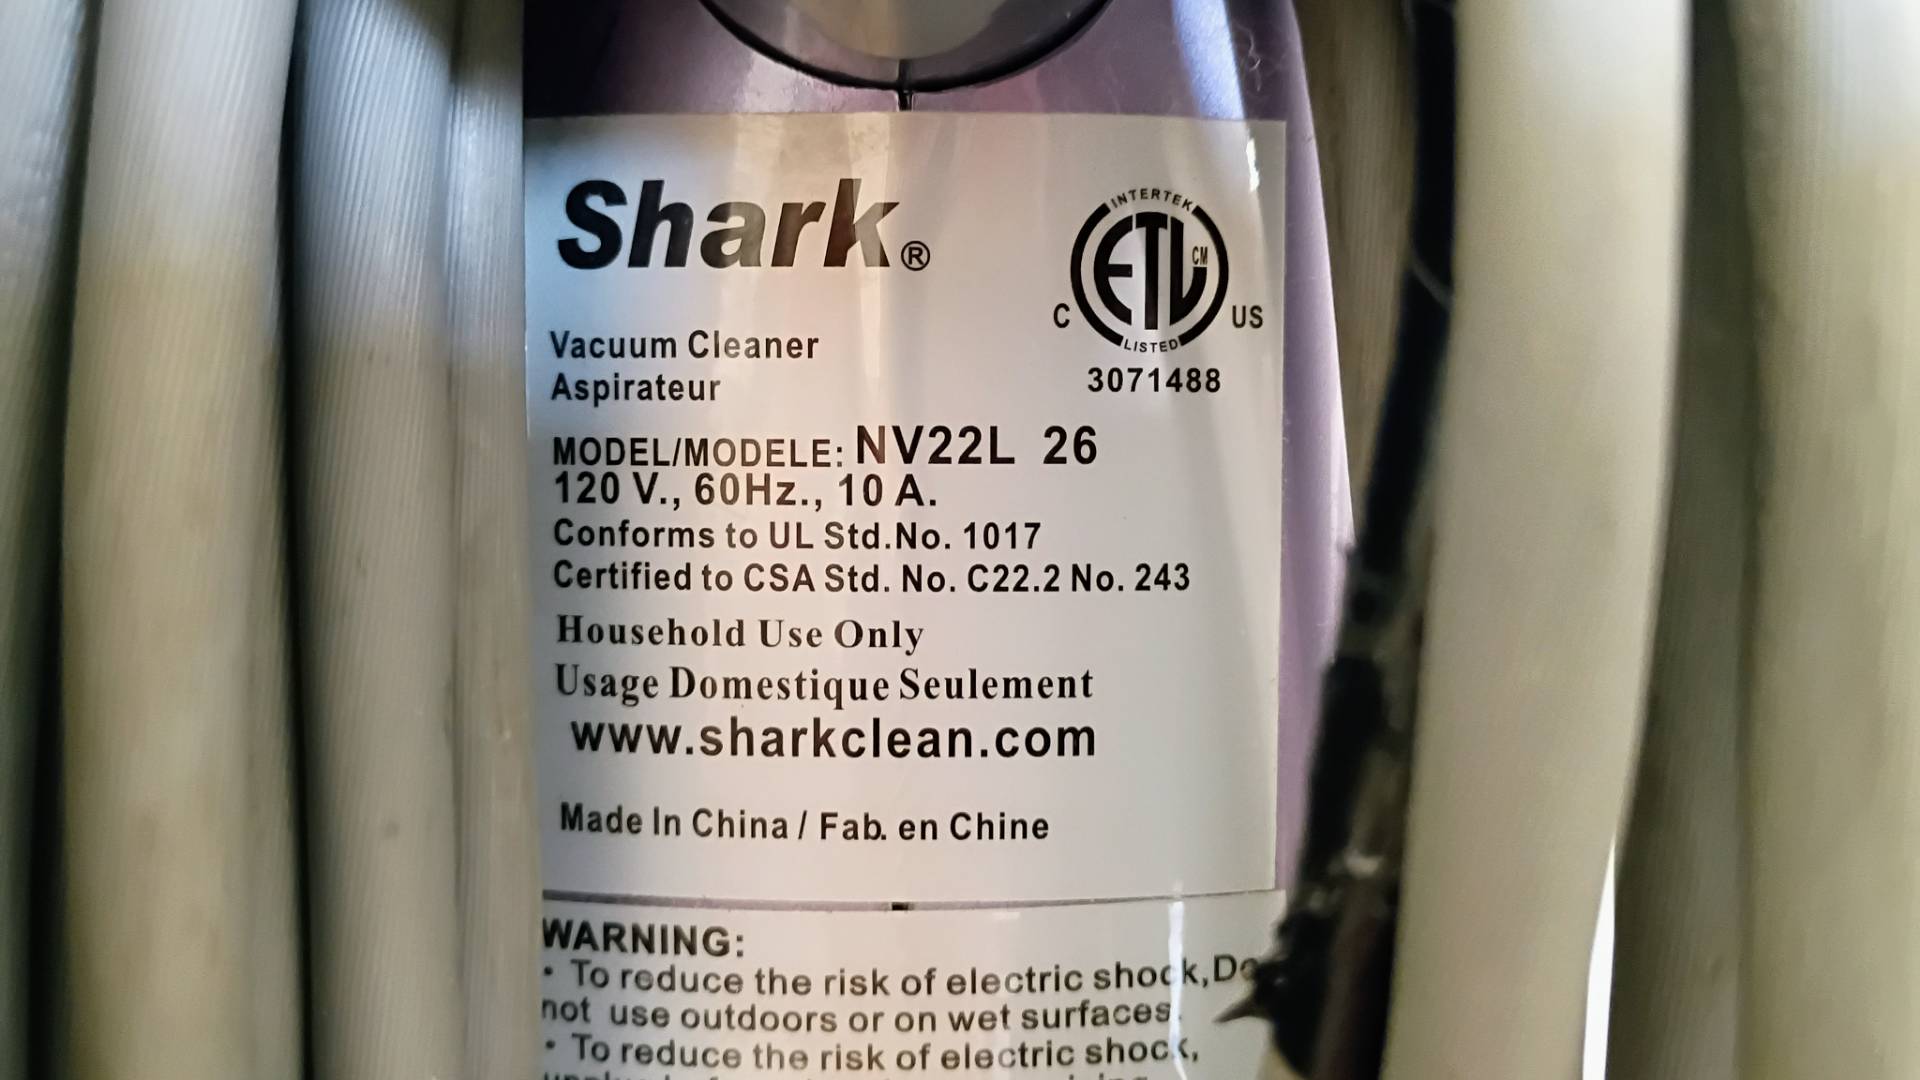 Shark®
INTERTEK
ETL CM
C US
LISTED
3071488
Vacuum Cleaner
Aspirateur
MODEL/MODELE: NV22L 26
120 V., 60Hz., 10 A.
Conforms to UL Std.No. 1017
Certified to CSA Std. No. C22.2 No. 243
Household Use Only
Usage Domestique Seulement
www.sharkclean.com
Made In China / Fab. en Chine
WARNING:
• To reduce the risk of electric shock,Do
not use outdoors or on wet surfaces.
• To reduce the risk of electric shock,